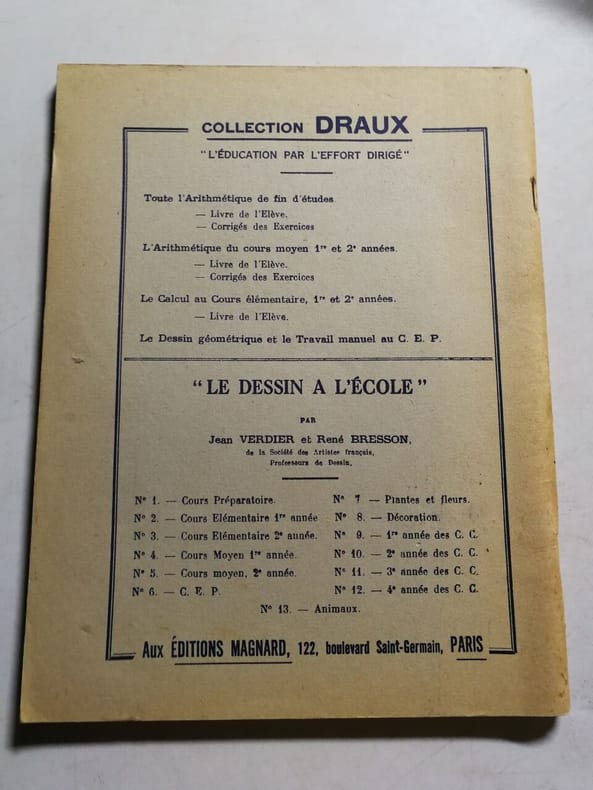 COLLECTION DRAUX
"L'ÉDUCATION PAR L'EFFORT DIRIGÉ"
Toute l'Arithmétique de fin d'études
— Livre de l'Elève.
— Corrigés des Exercices
L'Arithmétique du cours moyen 1re et 2e années.
— Livre de l'Elève.
— Corrigés des Exercices
Le Calcul au Cours élémentaire, 1re et 2e années.
— Livre de l'Elève.
Le Dessin géométrique et le Travail manuel au C. E. P.
"LE DESSIN A L'ÉCOLE"
PAR
Jean VERDIER et René BRESSON,
de la Société des Artistes français,
Professeurs de Dessin.
N° 1. — Cours Préparatoire.
N° 2. — Cours Elémentaire 1re année
N° 3. — Cours Elémentaire 2e année.
N° 4. — Cours Moyen 1re année.
N° 5. — Cours moyen, 2e année.
N° 6. — C. E. P.
N° 7 — Plantes et fleurs.
N° 8. — Décoration.
N° 9. — 1re année des C. C.
N° 10. — 2e année des C. C.
N° 11. — 3e année des C. C.
N° 12. — 4e année des C. C
N° 13. — Animaux.
Aux ÉDITIONS MAGNARD, 122, boulevard Saint-Germain, PARIS